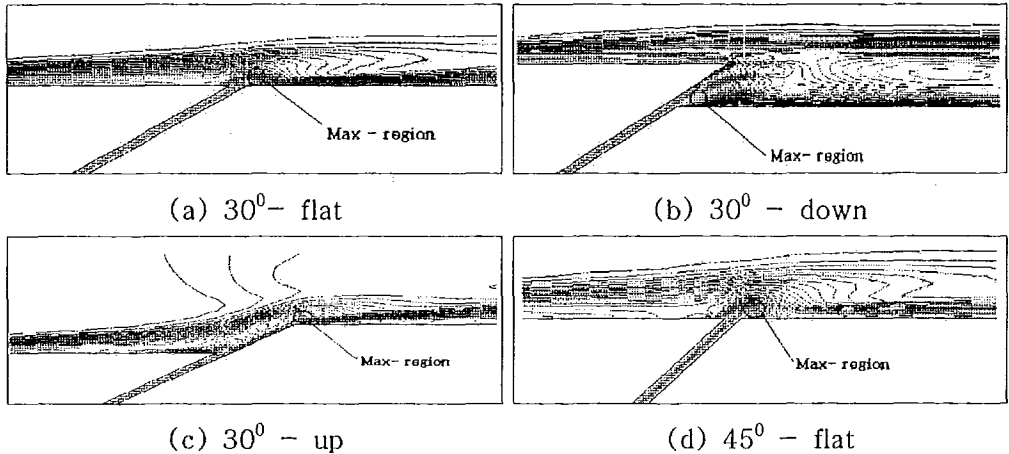 Max - region
Max-region
(a) 30⁰- flat
(b) 30⁰ - down
Max- region
Max-region
(c) 30⁰ - up
(d) 45⁰ - flat